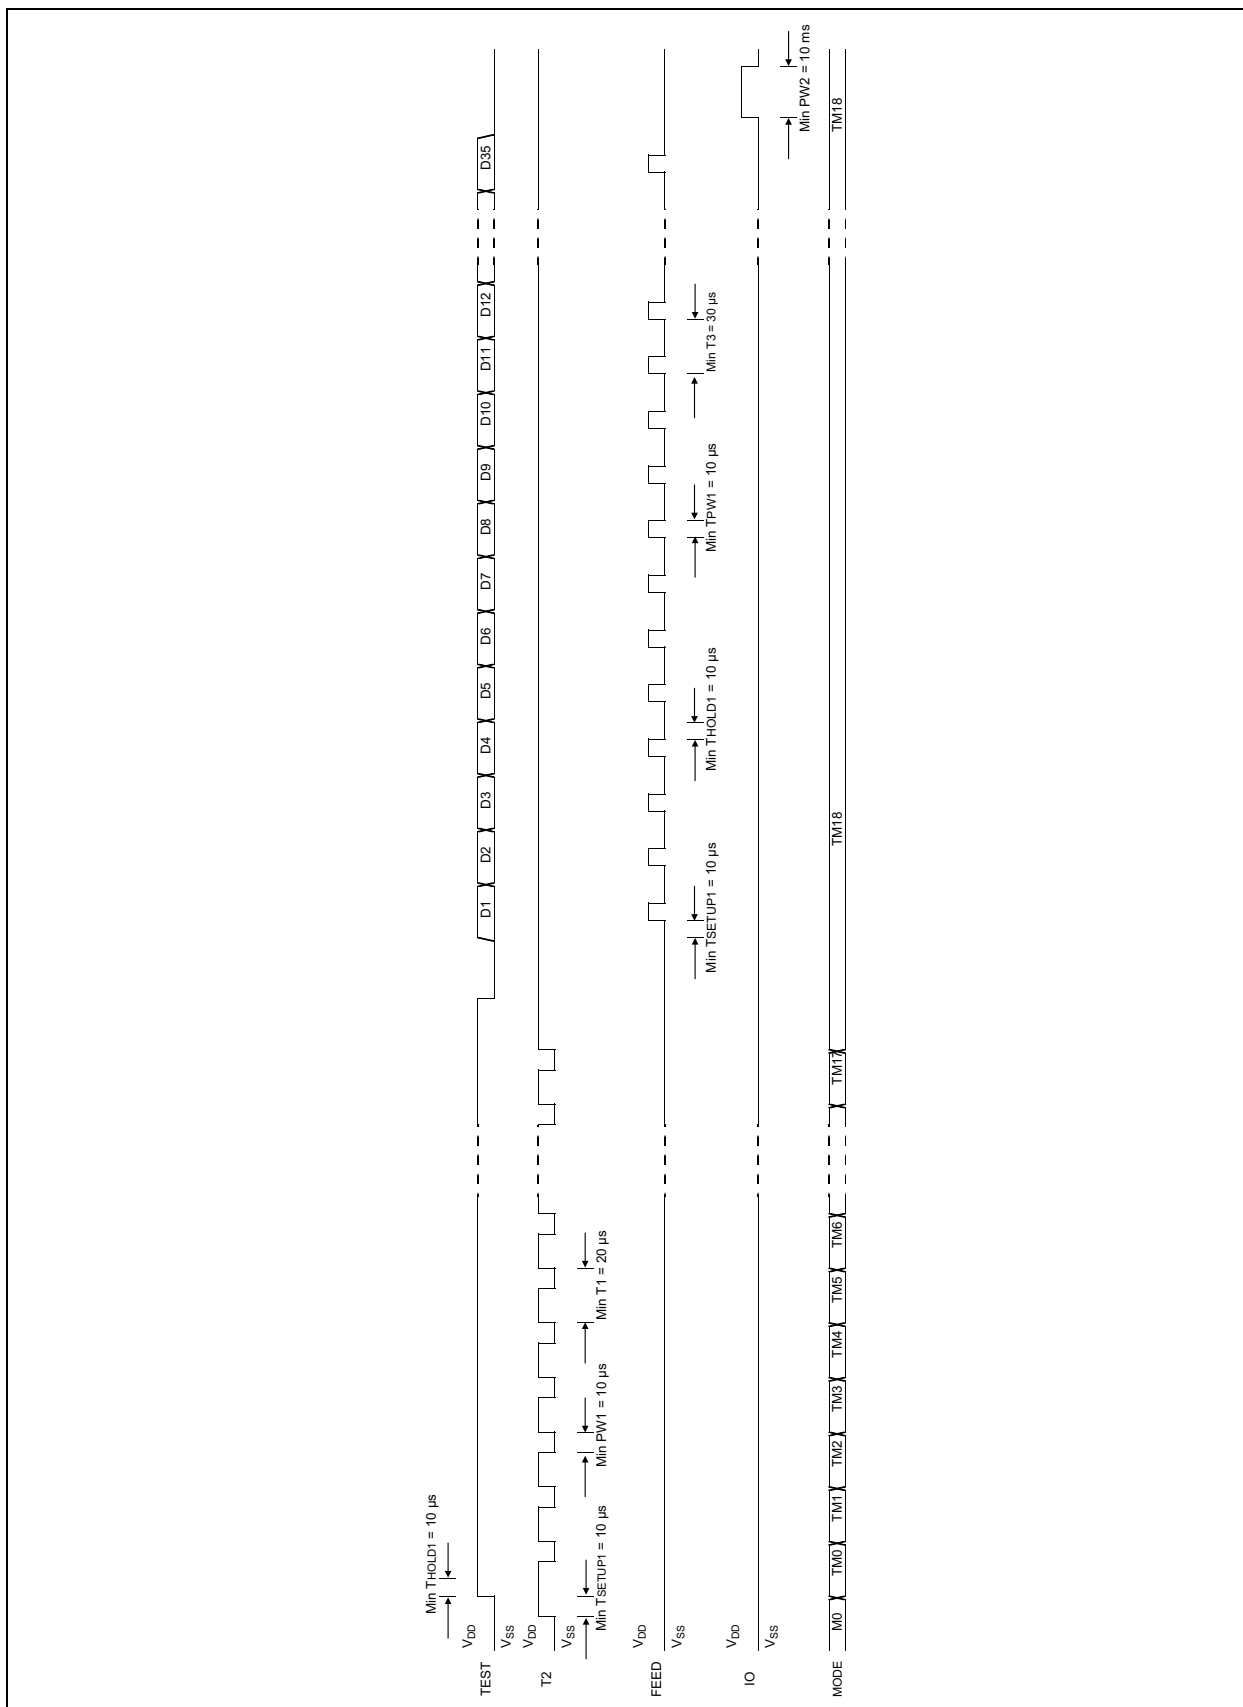 TEST
VDD
VSS
Min THOLD1 = 10 µs
D1
D2
D3
D4
D5
D6
D7
D8
D9
D10
D11
D12
D35
T2
VDD
VSS
Min TSETUP1 = 10 µs
Min PW1 = 10 µs
Min T1 = 20 µs
FEED
VDD
VSS
Min TSETUP1 = 10 µs
Min THOLD1 = 10 µs
Min TPW1 = 10 µs
Min T3 = 30 µs
IO
VDD
VSS
Min PW2 = 10 ms
MODE
M0
TM0
TM1
TM2
TM3
TM4
TM5
TM6
TM17
TM18
TM18